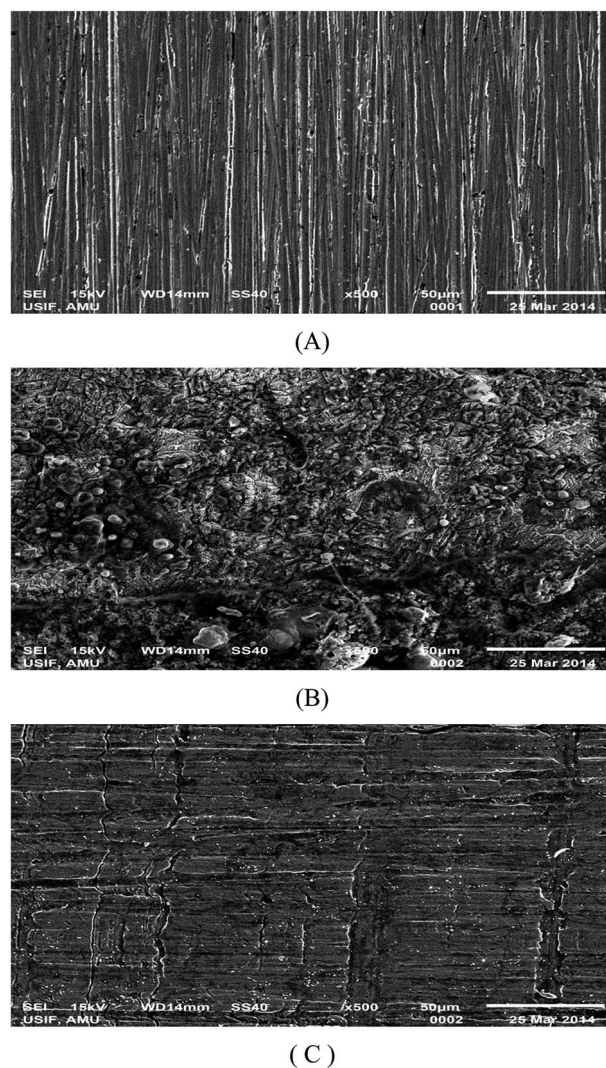 SEI 15kV WD14mm SS40 x500 50µm
USIF, AMU 0001 25 Mar 2014
(A)
SEI 15kV WD14mm SS40 x500 50µm
USIF, AMU 0002 25 Mar 2014
(B)
SEI 15kV WD14mm SS40 x500 50µm
USIF, AMU 0002 25 Mar 2014
( C )